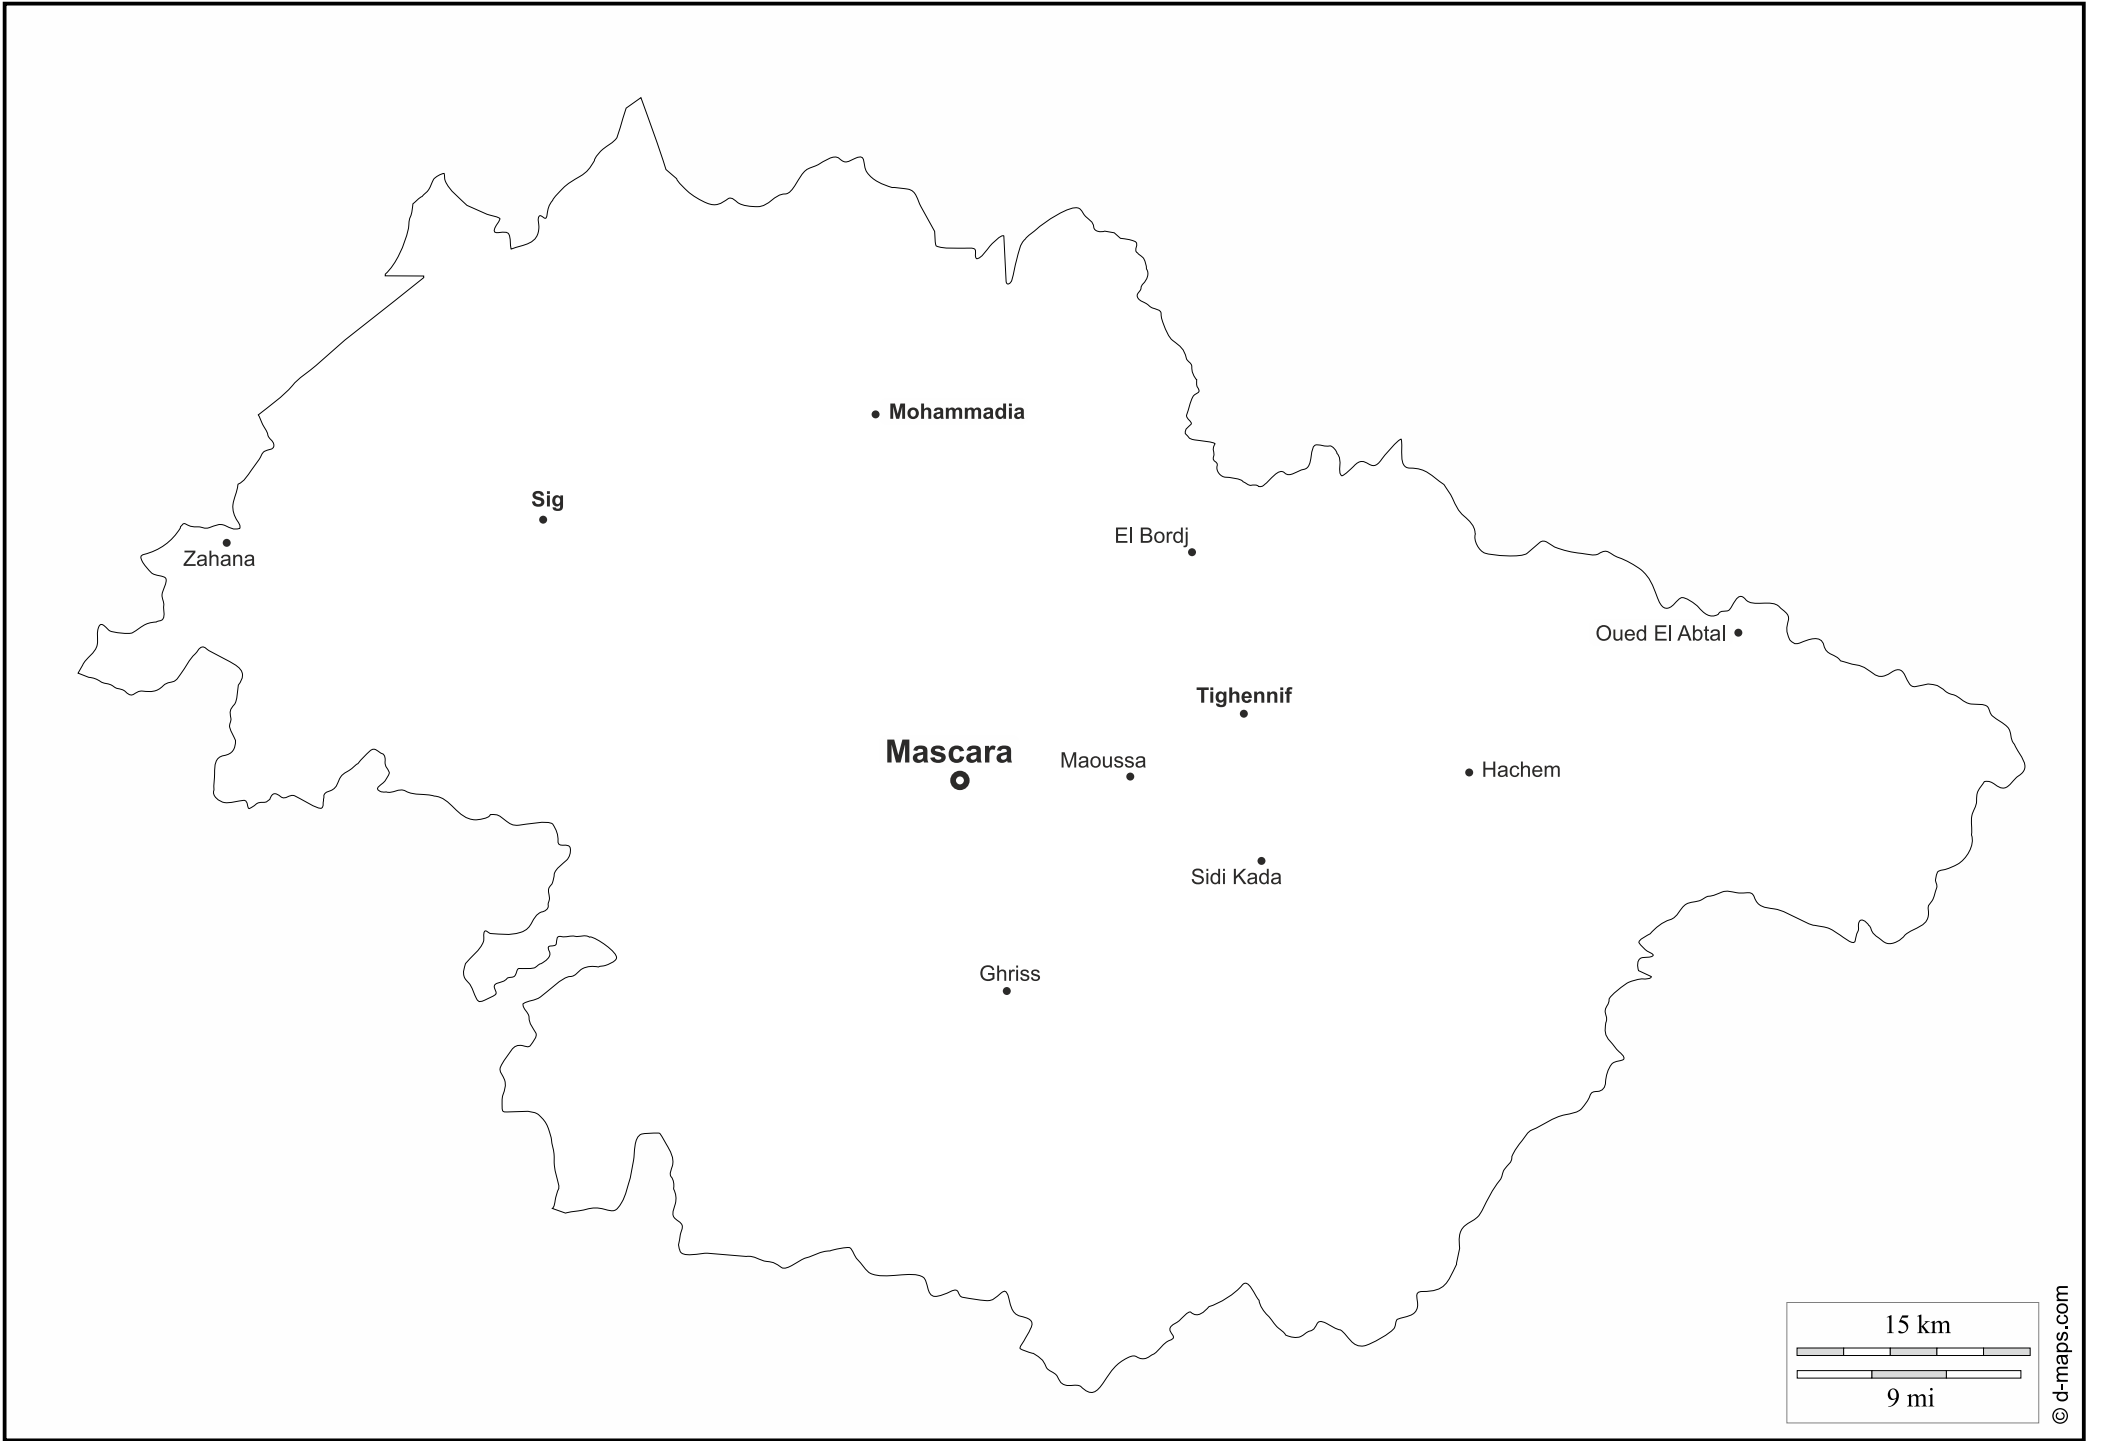 Mohammadia
Sig
El Bordj
Zahana
Oued El Abtal
Tighennif
Mascara
Maoussa
Hachem
Sidi Kada
Ghriss
15 km
9 mi
© d-maps.com